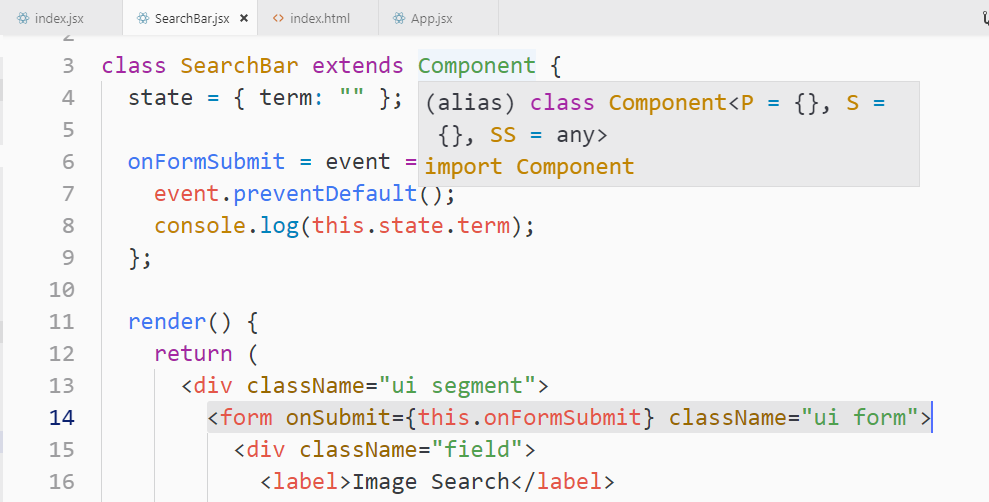 index.jsx SearchBar.jsx × <> index.html App.jsx
2
3 class SearchBar extends Component {
4 state = { term: "" };
(alias) class Component<P = {}, S =
5
{}, SS = any>
6 onFormSubmit = event =
import Component
7 event.preventDefault();
8 console.log(this.state.term);
9 };
10
11 render() {
12 return (
13 <div className="ui segment">
14 <form onSubmit={this.onFormSubmit} className="ui form">
15 <div className="field">
16 <label>Image Search</label>